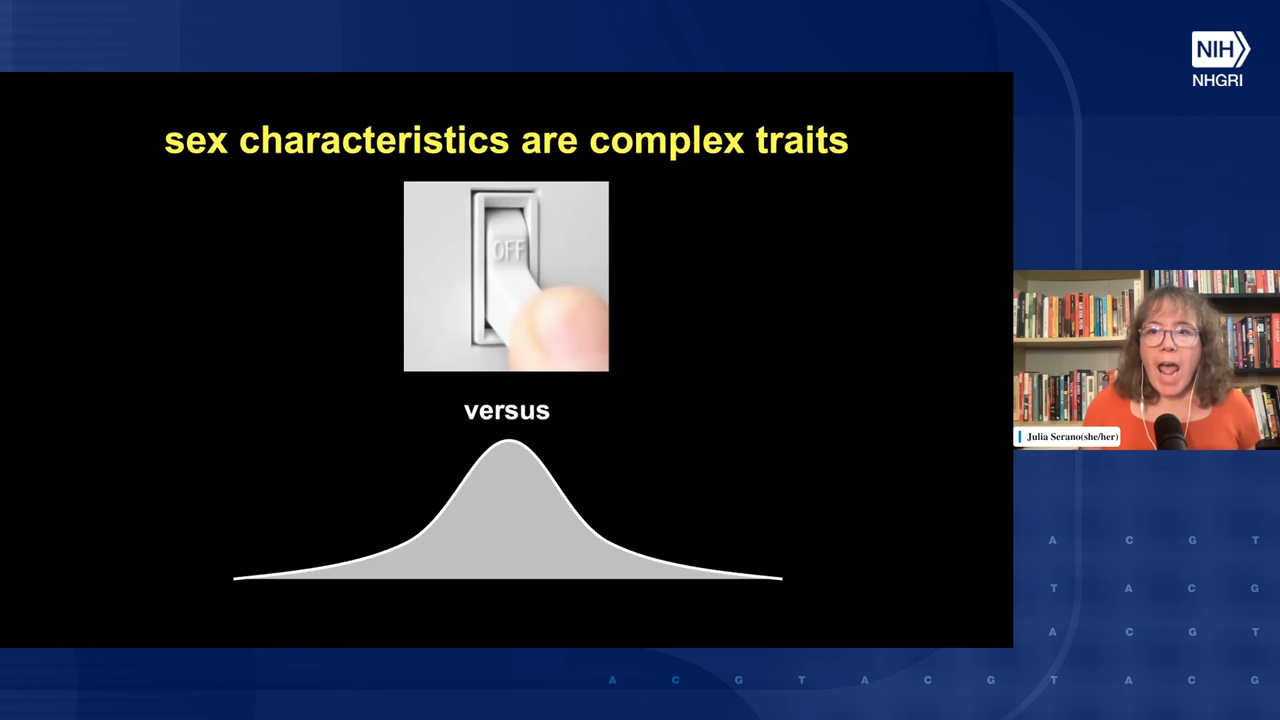 NIH
NHGRI
sex characteristics are complex traits
OFF
versus
Julia Serano(she/her)
A C G T
T A C G
A C G T
A C G T A C G T A C G